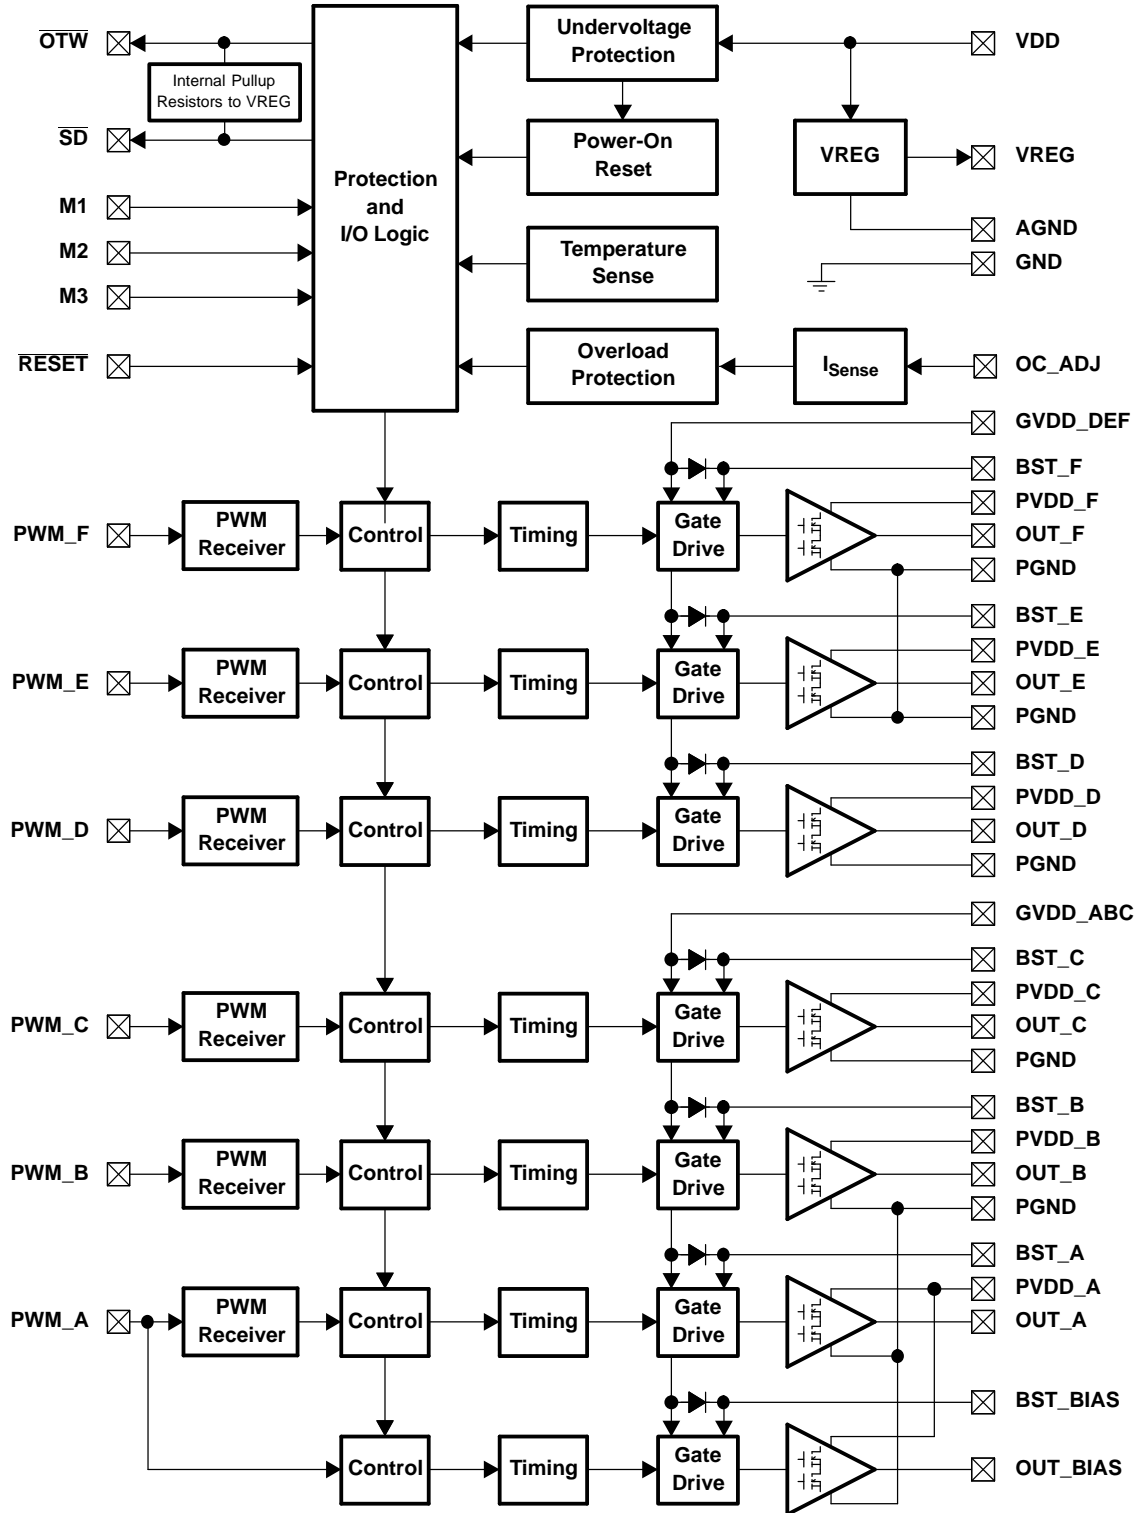 OTW
Undervoltage
Protection
VDD
Internal Pullup
Resistors to VREG
SD
Power-On
Reset
VREG
VREG
Protection
and
I/O Logic
M1
AGND
M2
Temperature
Sense
GND
M3
RESET
Overload
Protection
ISense
OC_ADJ
GVDD_DEF
BST_F
PVDD_F
PWM_F
PWM
Receiver
Control
Timing
Gate
Drive
OUT_F
PGND
BST_E
PVDD_E
PWM_E
PWM
Receiver
Control
Timing
Gate
Drive
OUT_E
PGND
BST_D
PVDD_D
PWM_D
PWM
Receiver
Control
Timing
Gate
Drive
OUT_D
PGND
GVDD_ABC
BST_C
PVDD_C
PWM_C
PWM
Receiver
Control
Timing
Gate
Drive
OUT_C
PGND
BST_B
PVDD_B
PWM_B
PWM
Receiver
Control
Timing
Gate
Drive
OUT_B
PGND
BST_A
PVDD_A
PWM_A
PWM
Receiver
Control
Timing
Gate
Drive
OUT_A
BST_BIAS
Control
Timing
Gate
Drive
OUT_BIAS